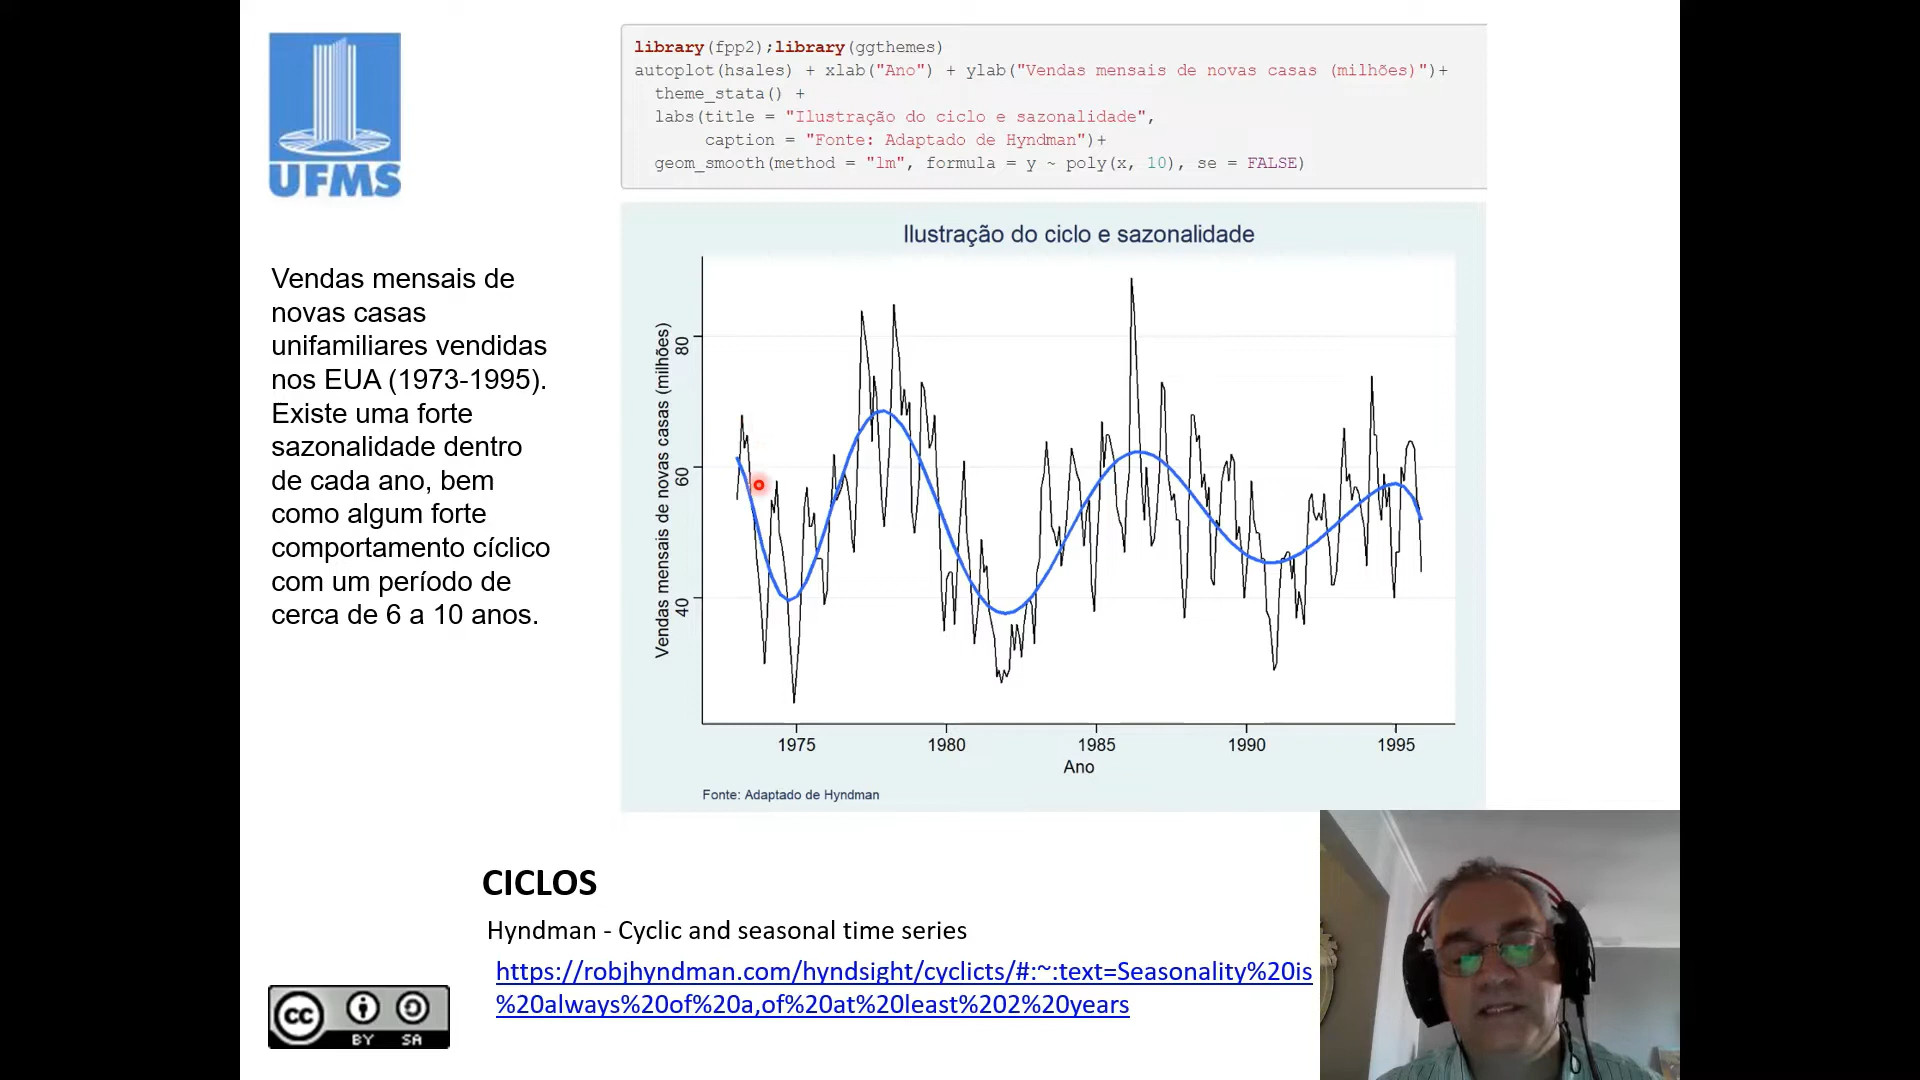 UFMS
library(fpp2);library(ggthemes)
autoplot(hsales) + xlab("Ano") + ylab("Vendas mensais de novas casas (milhões)")+
theme_stata() +
labs(title = "Ilustração do ciclo e sazonalidade",
caption = "Fonte: Adaptado de Hyndman")+
geom_smooth(method = "lm", formula = y ~ poly(x, 10), se = FALSE)
Vendas mensais de
novas casas
unifamiliares vendidas
nos EUA (1973-1995).
Existe uma forte
sazonalidade dentro
de cada ano, bem
como algum forte
comportamento cíclico
com um período de
cerca de 6 a 10 anos.
Ilustração do ciclo e sazonalidade
Vendas mensais de novas casas (milhões)
80
60
40
1975 1980 1985 1990 1995
Ano
Fonte: Adaptado de Hyndman
CICLOS
Hyndman - Cyclic and seasonal time series
https://robjhyndman.com/hyndsight/cyclicts/#:~:text=Seasonality%20is
%20always%20of%20a,of%20at%20least%202%20years
cc
BY SA